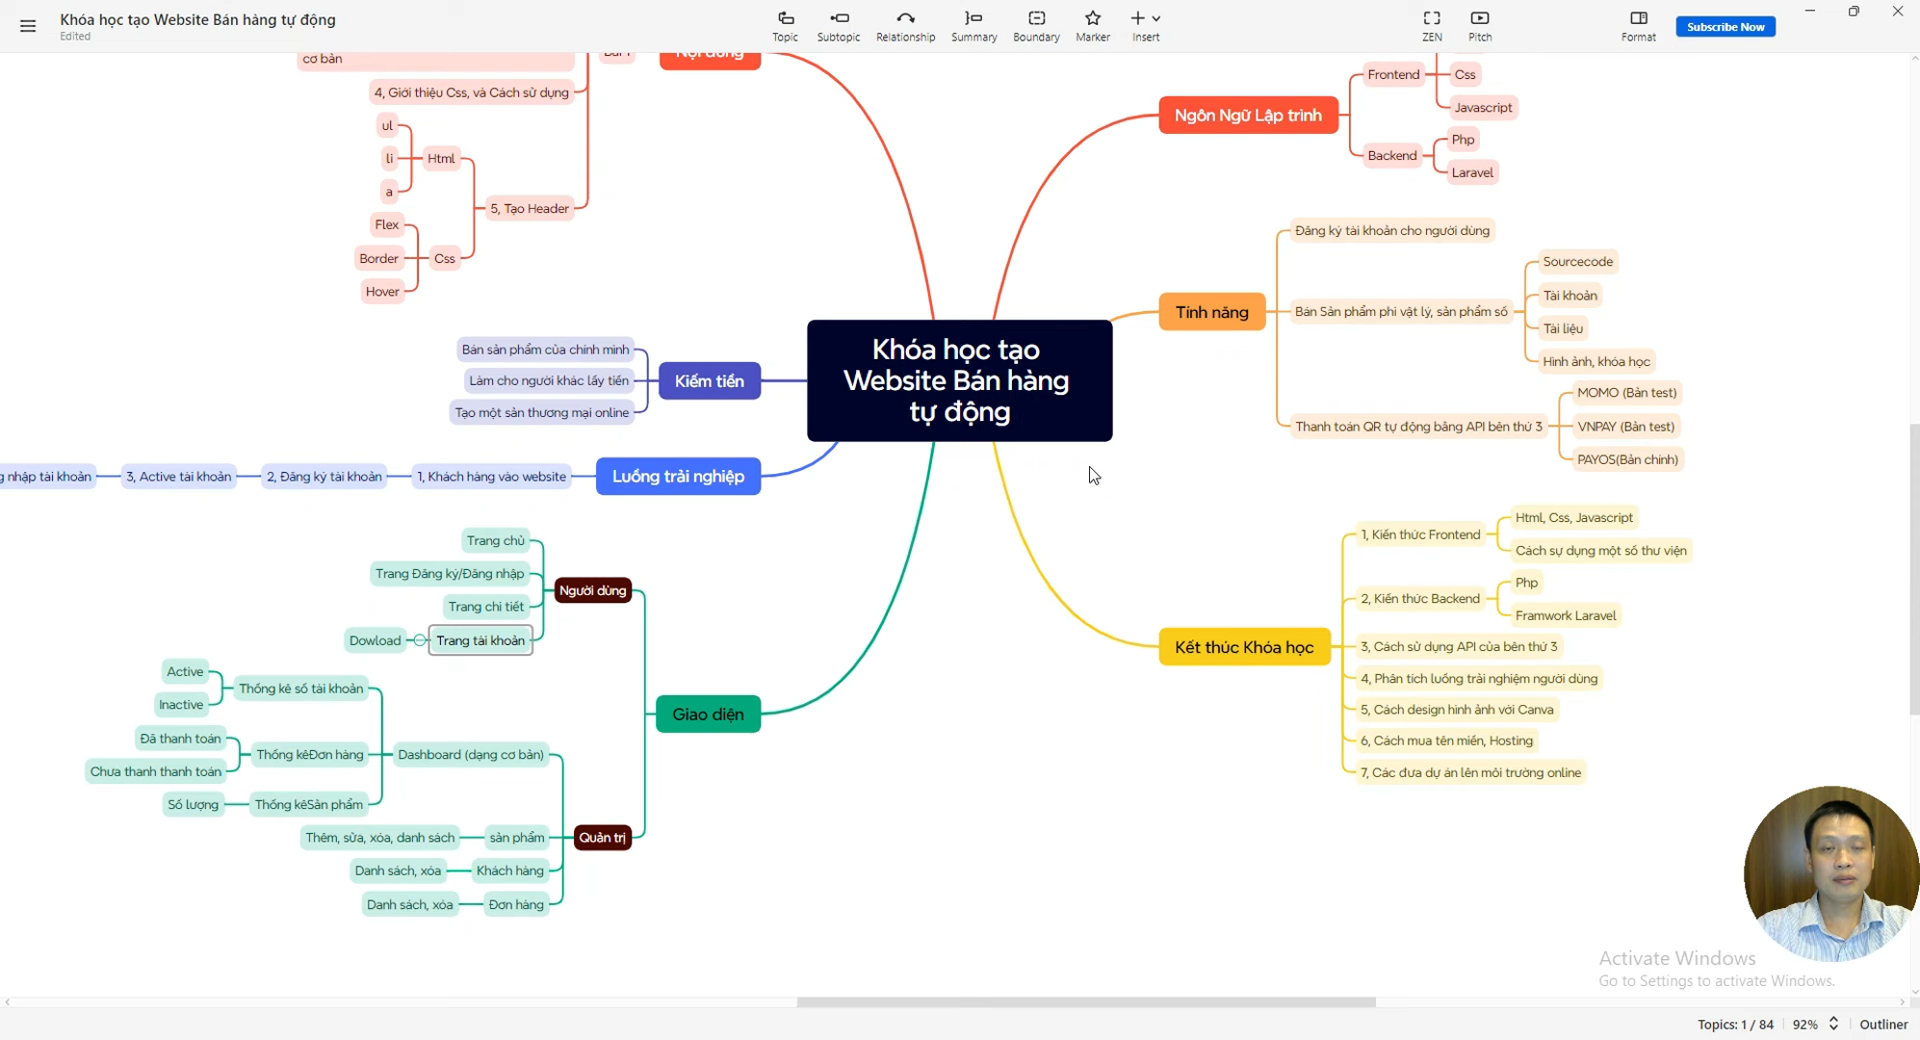 Khóa học tạo Website Bán hàng tự động
Edited
Topic
Subtopic
Relationship
Summary
Boundary
Marker
Insert
ZEN
Pitch
Format
Subscribe Now
cơ bản
4, Giới thiệu Css, và Cách sử dụng
ul
li
a
Html
5, Tạo Header
Flex
Border
Hover
Css
Ngôn Ngữ Lập trình
Frontend
Css
Javascript
Backend
Php
Laravel
Tính năng
Đăng ký tài khoản cho người dùng
Bán Sản phẩm phi vật lý, sản phẩm số
Sourcecode
Tài khoản
Tài liệu
Hình ảnh, khóa học
Thanh toán QR tự động bằng API bên thứ 3
MOMO (Bản test)
VNPAY (Bản test)
PAYOS(Bản chính)
Khóa học tạo
Website Bán hàng
tự động
Kiếm tiền
Bán sản phẩm của chính mình
Làm cho người khác lấy tiền
Tạo một sàn thương mại online
Luồng trải nghiệp
1, Khách hàng vào website
2, Đăng ký tài khoản
3, Active tài khoản
g nhập tài khoản
Giao diện
Người dùng
Trang chủ
Trang Đăng ký/Đăng nhập
Trang chi tiết
Trang tài khoản
Dowload
Quản trị
Dashboard (dạng cơ bản)
Thống kê số tài khoản
Active
Inactive
Thống kêĐơn hàng
Đã thanh toán
Chưa thanh thanh toán
Thống kêSản phẩm
Số lượng
sản phẩm
Thêm, sửa, xóa, danh sách
Khách hàng
Danh sách, xóa
Đơn hàng
Danh sách, xóa
Kết thúc Khóa học
1, Kiến thức Frontend
Html, Css, Javascript
Cách sự dụng một số thư viện
2, Kiến thức Backend
Php
Framwork Laravel
3, Cách sử dụng API của bên thứ 3
4, Phân tích luồng trải nghiệm người dùng
5, Cách design hình ảnh với Canva
6, Cách mua tên miền, Hosting
7, Các đưa dự án lên môi trường online
Activate Windows
Go to Settings to activate Windows.
Topics: 1 / 84
92%
Outliner